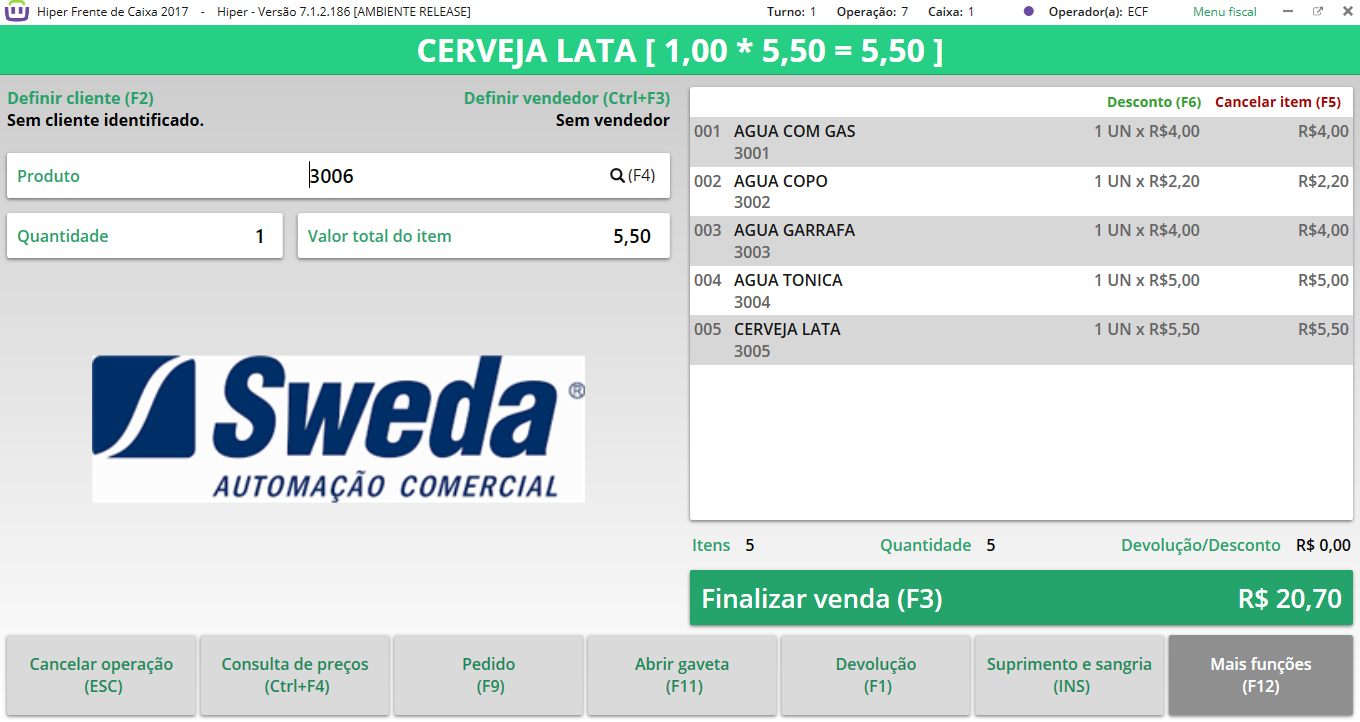 Hiper Frente de Caixa 2017 - Hiper - Versão 7.1.2.186 [AMBIENTE RELEASE] Turno: 1 Operação: 7 Caixa: 1 Operador(a): ECF Menu fiscal
CERVEJA LATA [ 1,00 * 5,50 = 5,50 ]
Definir cliente (F2) Definir vendedor (Ctrl+F3)
Sem cliente identificado. Sem vendedor
Produto 3006 (F4)
Quantidade 1 Valor total do item 5,50
Sweda ®
AUTOMAÇÃO COMERCIAL
Desconto (F6) Cancelar item (F5)
001 AGUA COM GAS 1 UN x R$4,00 R$4,00
3001
002 AGUA COPO 1 UN x R$2,20 R$2,20
3002
003 AGUA GARRAFA 1 UN x R$4,00 R$4,00
3003
004 AGUA TONICA 1 UN x R$5,00 R$5,00
3004
005 CERVEJA LATA 1 UN x R$5,50 R$5,50
3005
Itens 5 Quantidade 5 Devolução/Desconto R$ 0,00
Finalizar venda (F3) R$ 20,70
Cancelar operação Consulta de preços Pedido Abrir gaveta Devolução Suprimento e sangria Mais funções
(ESC) (Ctrl+F4) (F9) (F11) (F1) (INS) (F12)